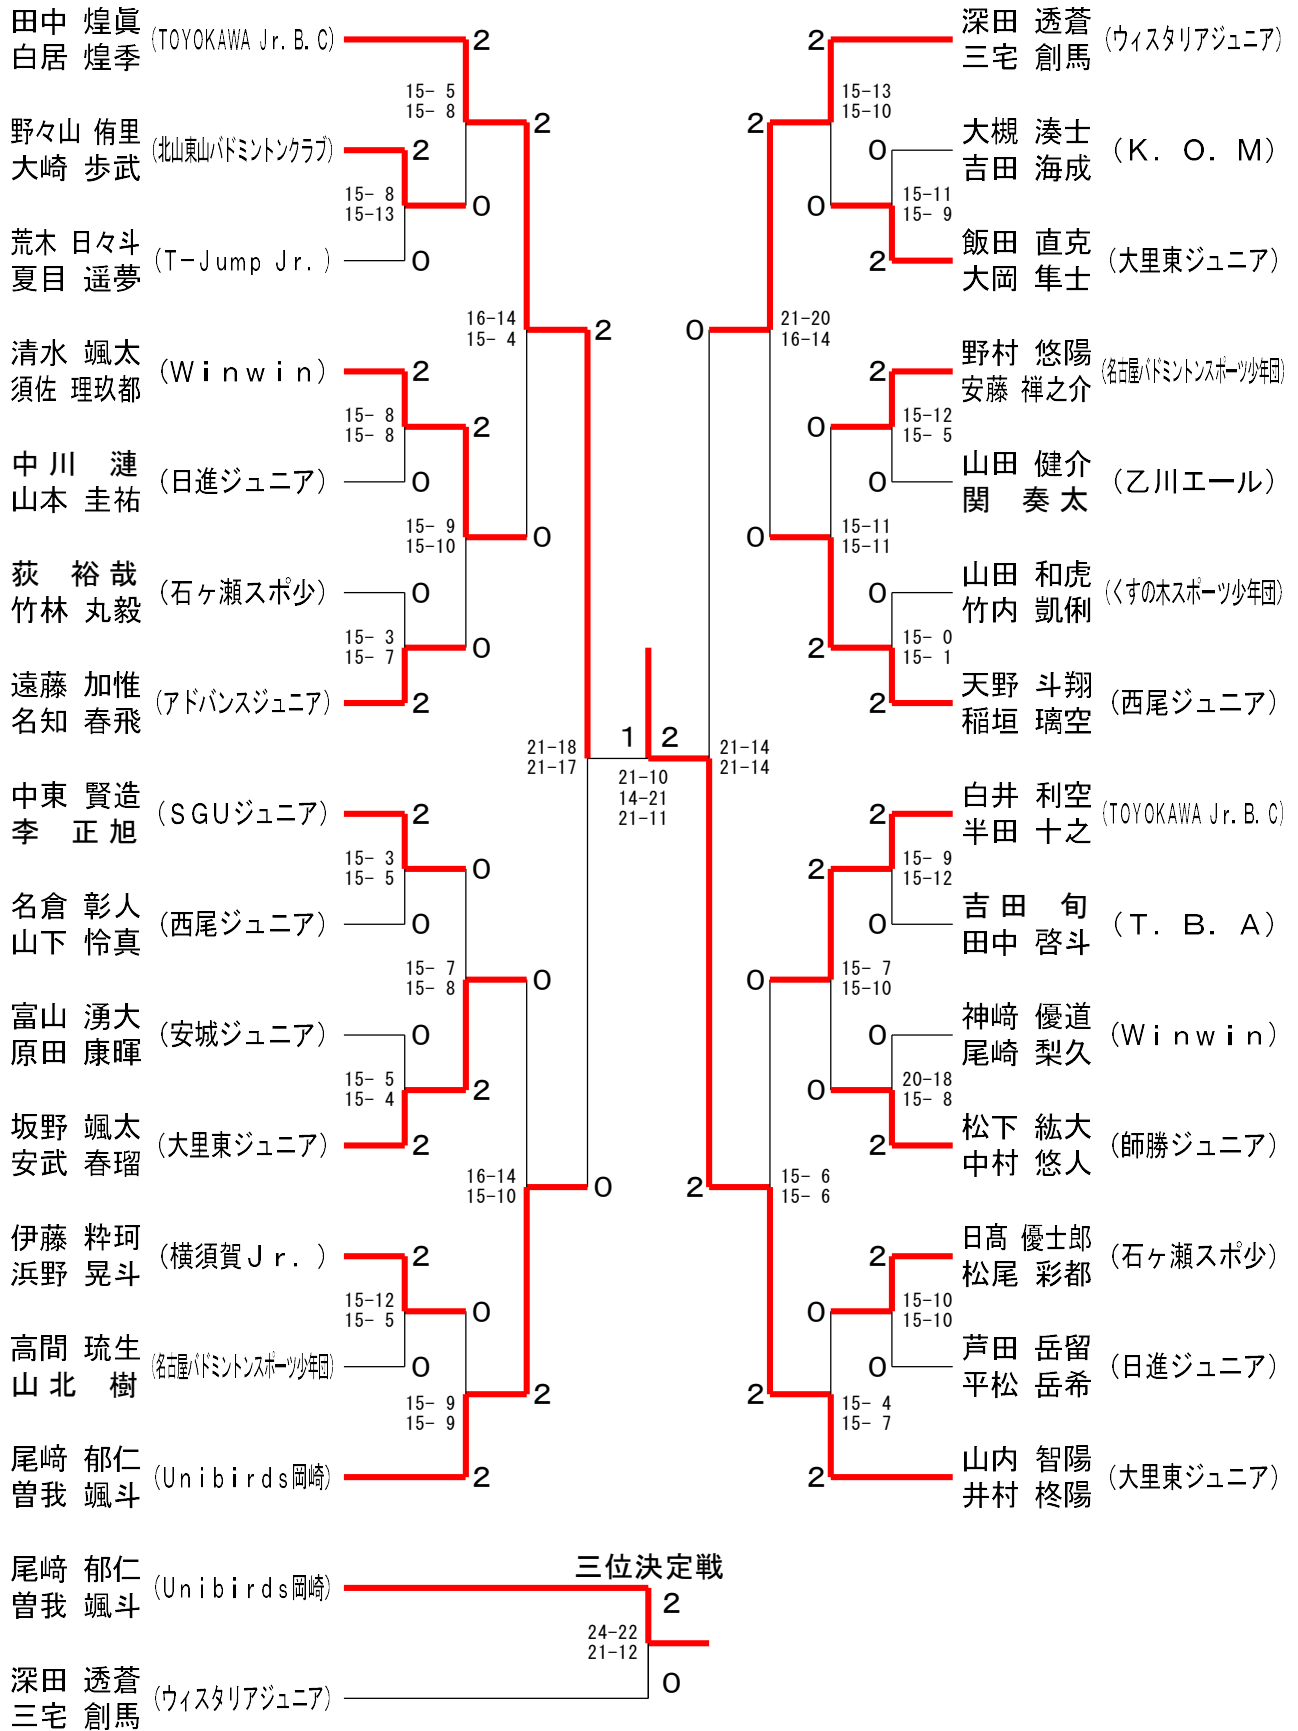 田中 煌眞
白居 煌季
(TOYOKAWA Jr. B. C)
2
15- 5
15- 8
野々山 侑里
大崎 歩武
(北山東山バドミントンクラブ)
2
2
15- 8
15-13
0
荒木 日々斗
夏目 遥夢
(T-Jump Jr.)
0
16-14
15- 4
2
清水 颯太
須佐 理玖都
(Winwin)
2
15- 8
15- 8
2
中川 漣
山本 圭祐
(日進ジュニア)
0
15- 9
15-10
0
荻 裕哉
竹林 丸毅
(石ヶ瀬スポ少)
0
15- 3
15- 7
0
遠藤 加惟
名知 春飛
(アドバンスジュニア)
2
21-18
21-17
中東 賢造
李 正旭
(SGUジュニア)
2
15- 3
15- 5
0
名倉 彰人
山下 怜真
(西尾ジュニア)
0
15- 7
15- 8
0
富山 湧大
原田 康暉
(安城ジュニア)
0
15- 5
15- 4
2
坂野 颯太
安武 春瑠
(大里東ジュニア)
2
16-14
15-10
0
伊藤 粋珂
浜野 晃斗
(横須賀Jr.)
2
15-12
15- 5
0
高間 琉生
山北 樹
(名古屋バドミントンスポーツ少年団)
0
15- 9
15- 9
2
尾﨑 郁仁
曽我 颯斗
(Unibirds岡崎)
2
1
2
21-10
14-21
21-11
深田 透蒼
三宅 創馬
(ウィスタリアジュニア)
2
15-13
15-10
2
大槻 湊士
吉田 海成
(K. O. M)
0
15-11
15- 9
0
飯田 直克
大岡 隼士
(大里東ジュニア)
2
0
21-20
16-14
野村 悠陽
安藤 禅之介
(名古屋バドミントンスポーツ少年団)
2
15-12
15- 5
0
山田 健介
関 奏太
(乙川エール)
0
15-11
15-11
0
山田 和虎
竹内 凱俐
(くすの木スポーツ少年団)
0
15- 0
15- 1
2
天野 斗翔
稲垣 璃空
(西尾ジュニア)
2
21-14
21-14
白井 利空
半田 十之
(TOYOKAWA Jr. B. C)
2
15- 9
15-12
2
吉田 旬
田中 啓斗
(T. B. A)
0
15- 7
15-10
0
神﨑 優道
尾崎 梨久
(Winwin)
0
20-18
15- 8
0
松下 紘大
中村 悠人
(師勝ジュニア)
2
15- 6
15- 6
2
日髙 優士郎
松尾 彩都
(石ヶ瀬スポ少)
2
15-10
15-10
0
芦田 岳留
平松 岳希
(日進ジュニア)
0
15- 4
15- 7
2
山内 智陽
井村 柊陽
(大里東ジュニア)
2
三位決定戦
尾﨑 郁仁
曽我 颯斗
(Unibirds岡崎)
2
24-22
21-12
深田 透蒼
三宅 創馬
(ウィスタリアジュニア)
0